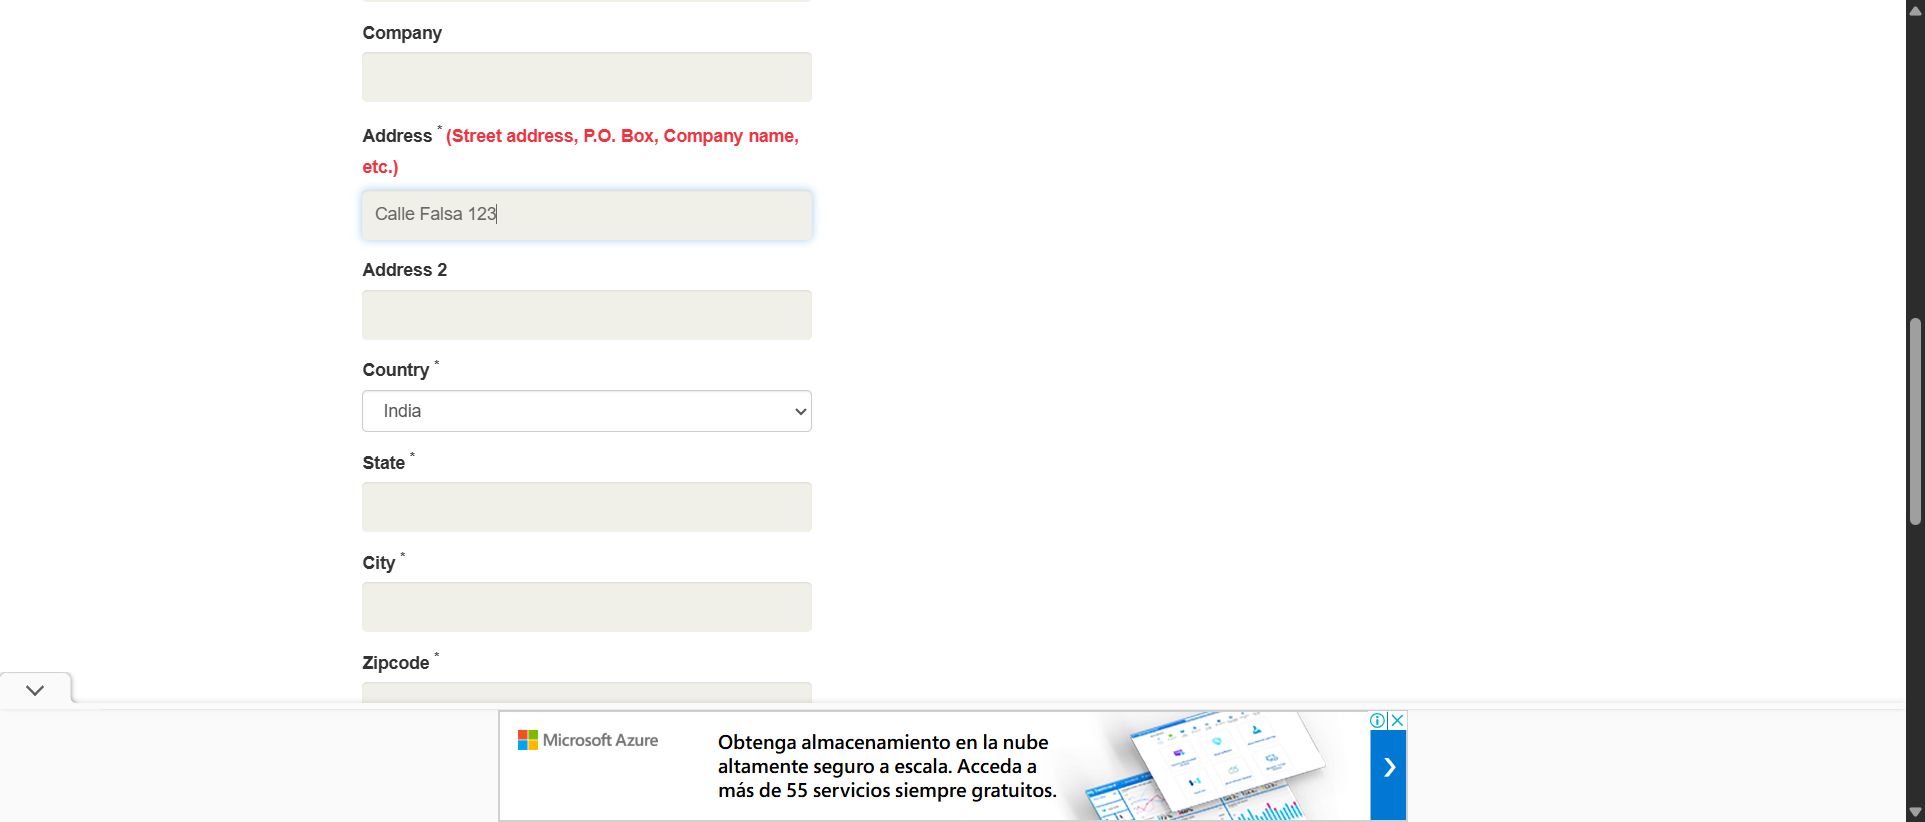 Company
Address * (Street address, P.O. Box, Company name,
etc.)
Calle Falsa 123
Address 2
Country *
India
State *
City *
Zipcode *
Microsoft Azure
Obtenga almacenamiento en la nube
altamente seguro a escala. Acceda a
más de 55 servicios siempre gratuitos.